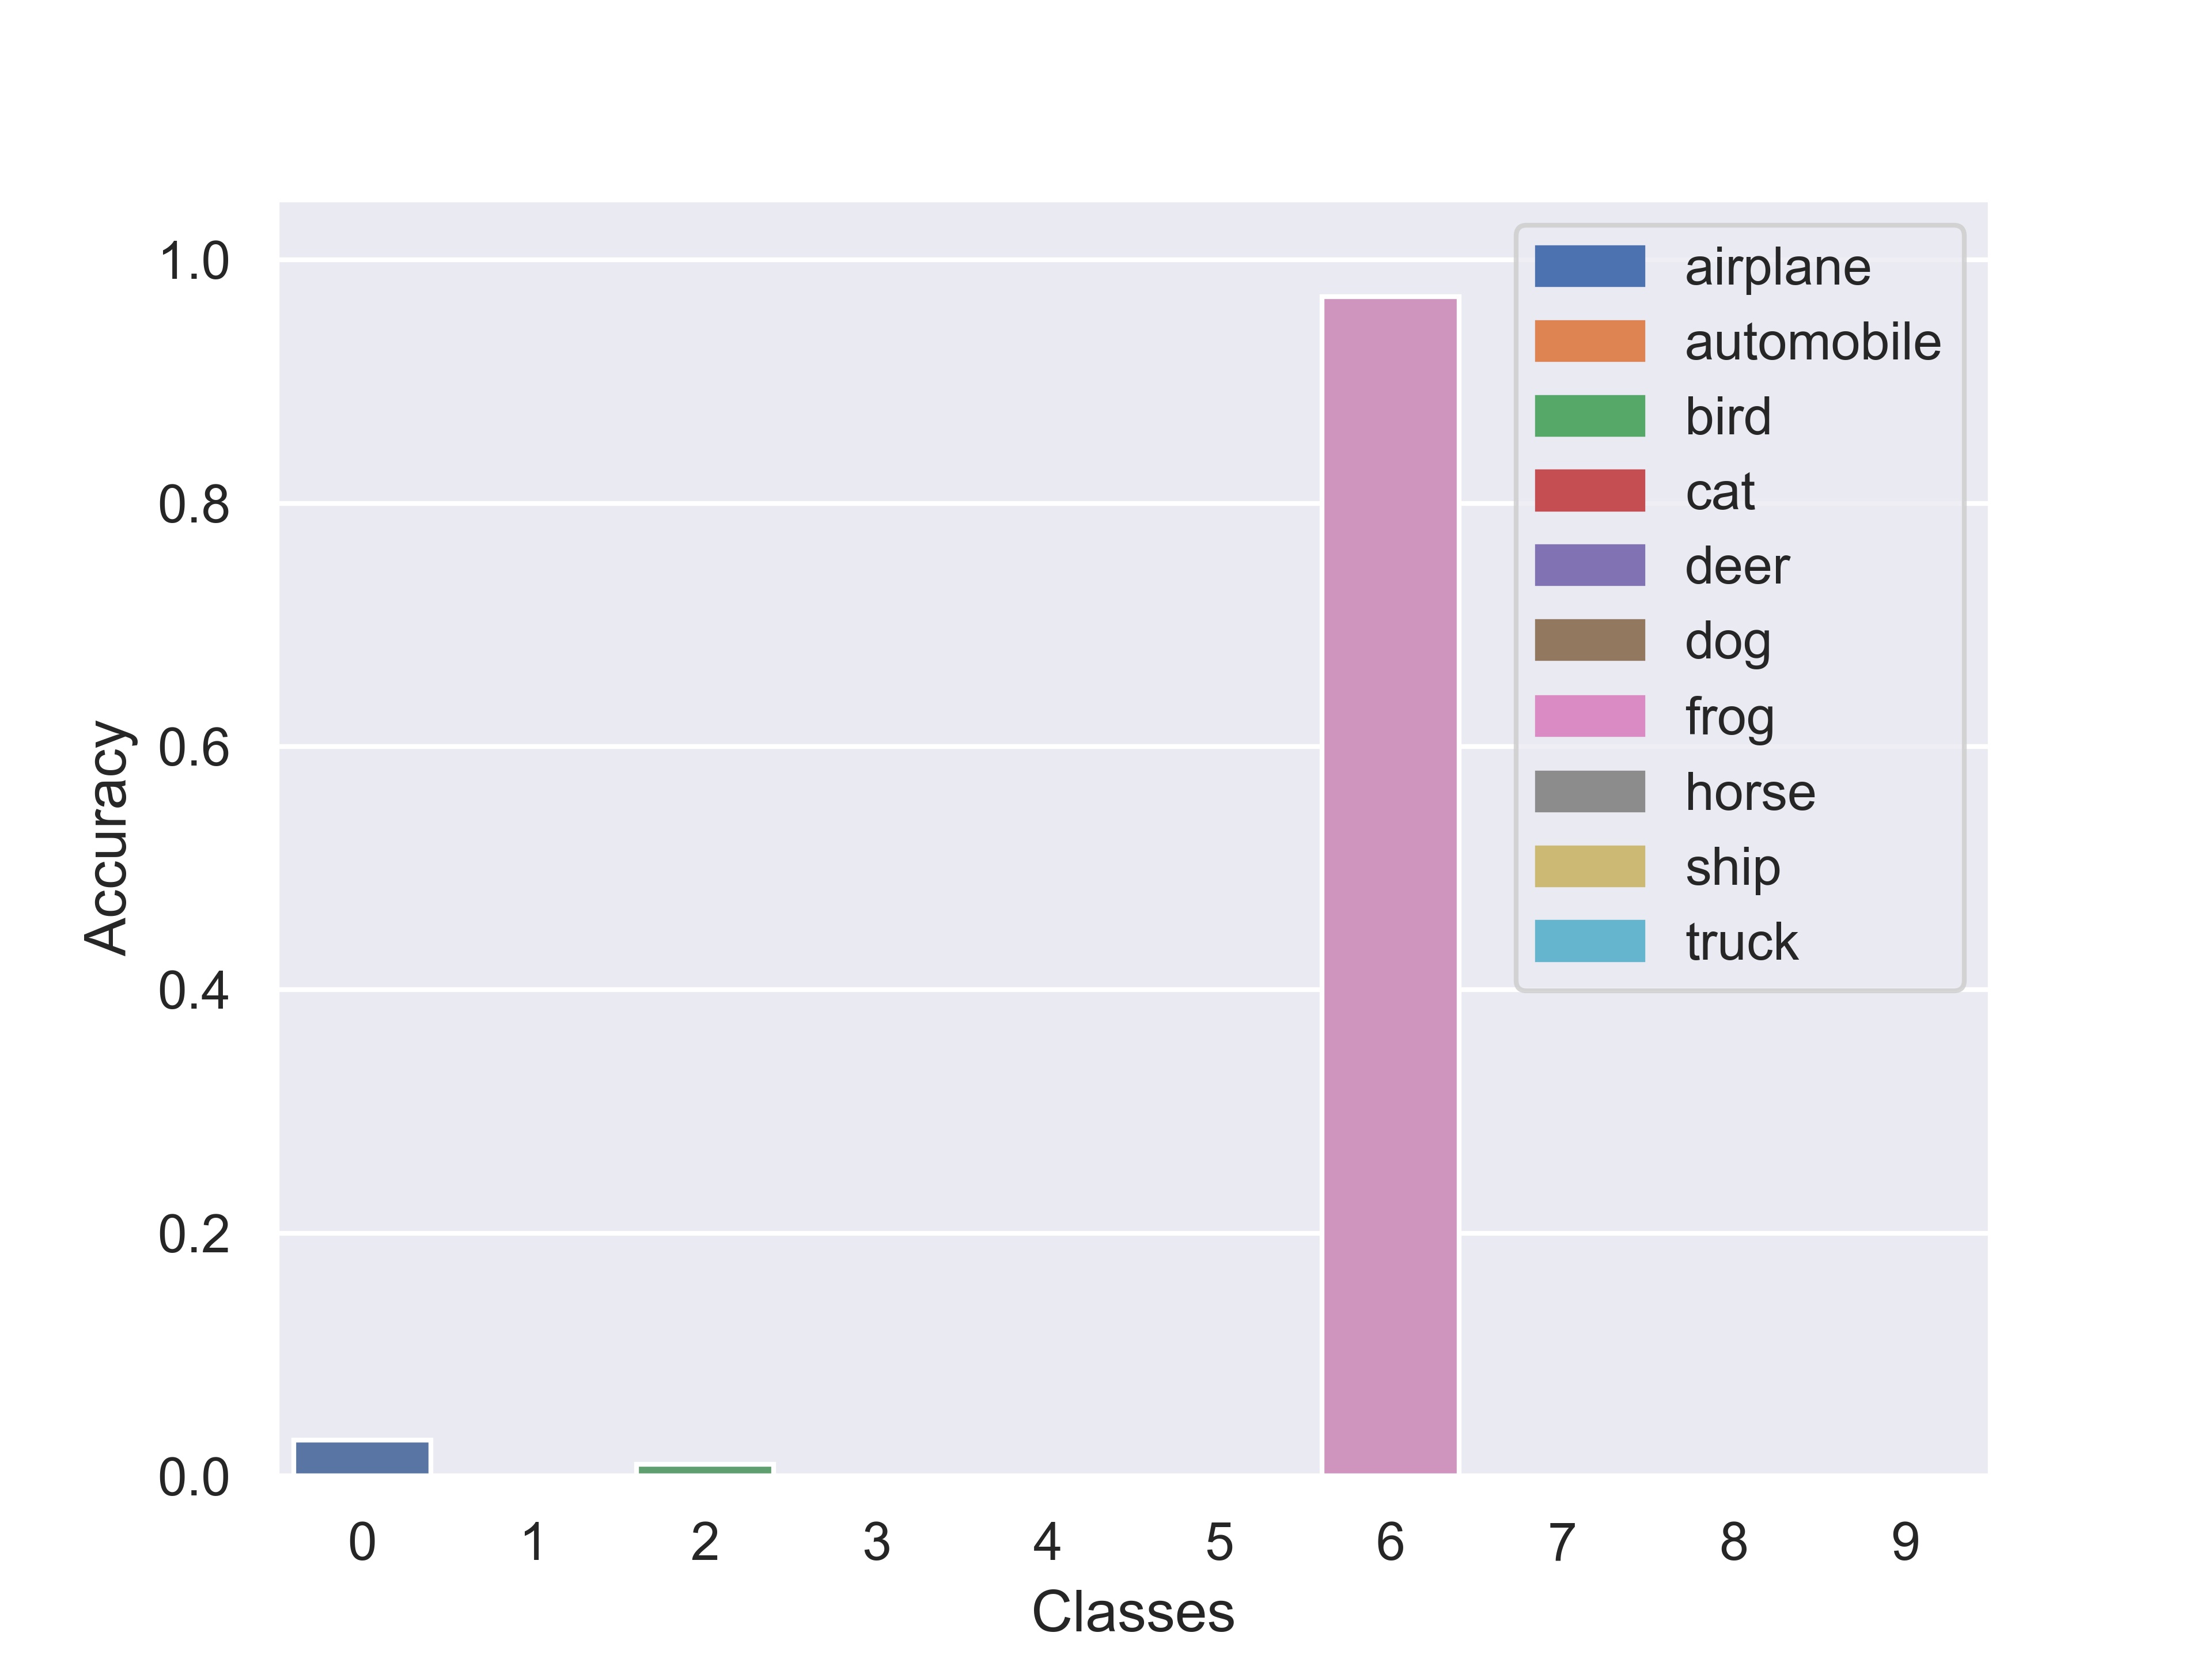 1.0
0.8
0.6
0.4
0.2
0.0
Accuracy
0 1 2 3 4 5 6 7 8 9
Classes
airplane
automobile
bird
cat
deer
dog
frog
horse
ship
truck